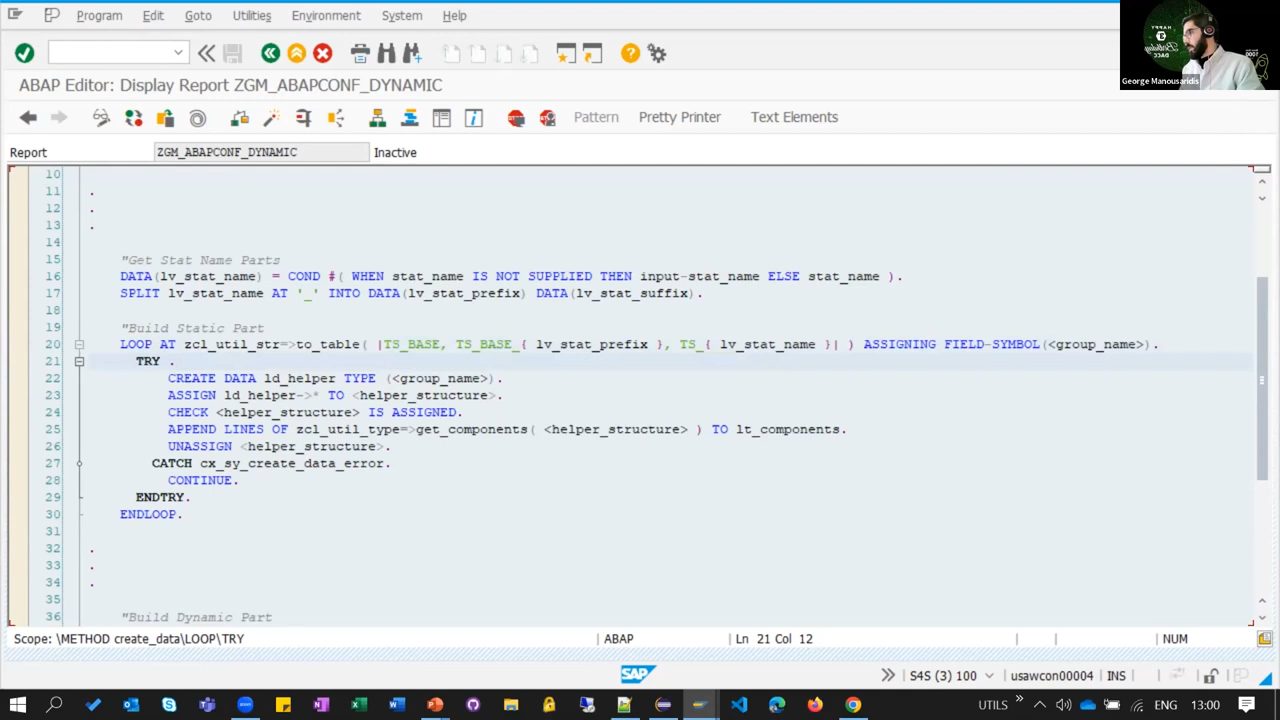 Program Edit Goto Utilities Environment System Help
ABAP Editor: Display Report ZGM_ABAPCONF_DYNAMIC
Pattern Pretty Printer Text Elements
Report ZGM_ABAPCONF_DYNAMIC Inactive
10
11 .
12 .
13 .
14
15 "Get Stat Name Parts
16 DATA(lv_stat_name) = COND #( WHEN stat_name IS NOT SUPPLIED THEN input-stat_name ELSE stat_name ).
17 SPLIT lv_stat_name AT '_' INTO DATA(lv_stat_prefix) DATA(lv_stat_suffix).
18
19 "Build Static Part
20 LOOP AT zcl_util_str=>to_table( |TS_BASE, TS_BASE_{ lv_stat_prefix }, TS_{ lv_stat_name }| ) ASSIGNING FIELD-SYMBOL(<group_name>).
21 TRY .
22 CREATE DATA ld_helper TYPE (<group_name>).
23 ASSIGN ld_helper->* TO <helper_structure>.
24 CHECK <helper_structure> IS ASSIGNED.
25 APPEND LINES OF zcl_util_type=>get_components( <helper_structure> ) TO lt_components.
26 UNASSIGN <helper_structure>.
27 CATCH cx_sy_create_data_error.
28 CONTINUE.
29 ENDTRY.
30 ENDLOOP.
31
32 .
33 .
34 .
35
36 "Build Dynamic Part
Scope: \METHOD create_data\LOOP\TRY ABAP Ln 21 Col 12 NUM
SAP S4S (3) 100 usawcon00004 INS
UTILS ENG 13:00
HAPPY
Birthday
DACC
George Manousaridis